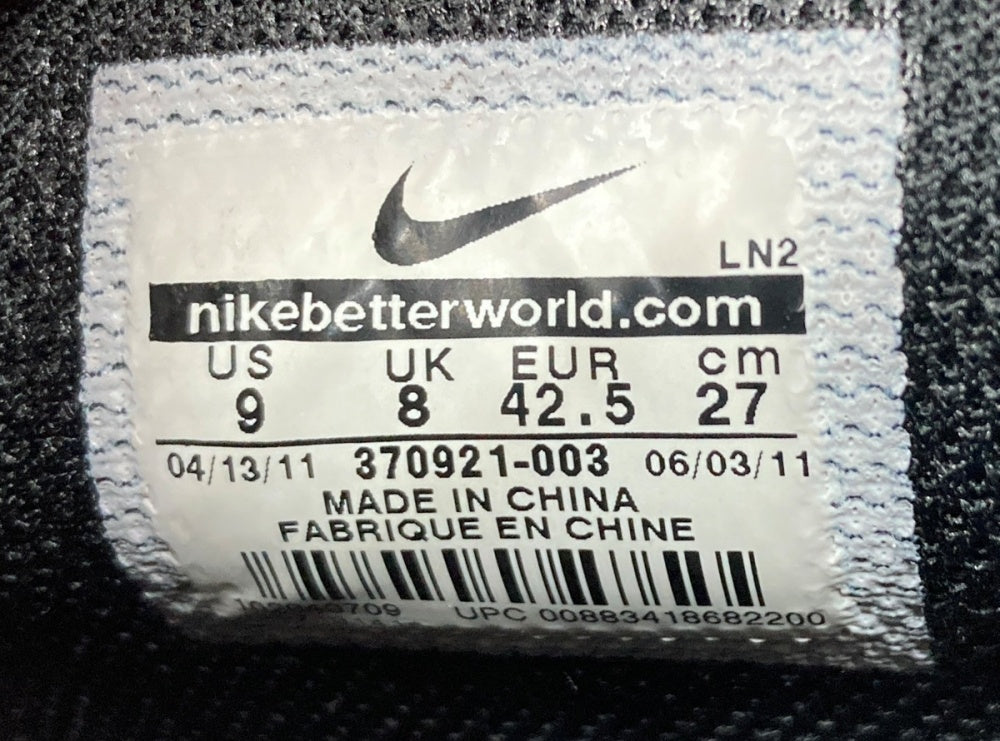 LN2
nikebetterworld.com
US UK EUR cm
9 8 42.5 27
04/13/11 370921-003 06/03/11
MADE IN CHINA
FABRIQUE EN CHINE
UPC 00883418682200